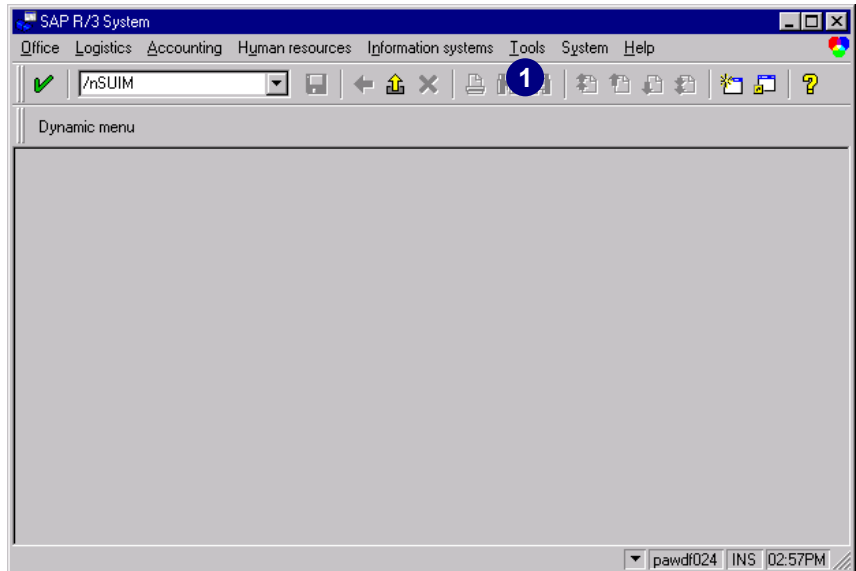 SAP R/3 System
Office Logistics Accounting Human resources Information systems Tools System Help
/nSUIM
1
Dynamic menu
pawdf024 INS 02:57PM